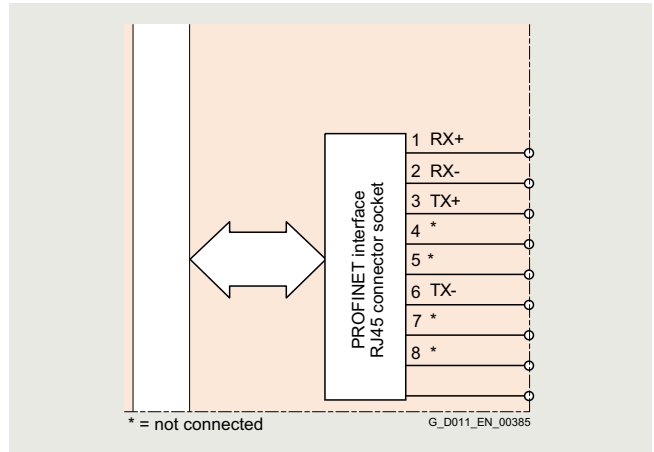 PROFINET interface
RJ45 connector socket
1 RX+
2 RX-
3 TX+
4 *
5 *
6 TX-
7 *
8 *
* = not connected
G_D011_EN_00385